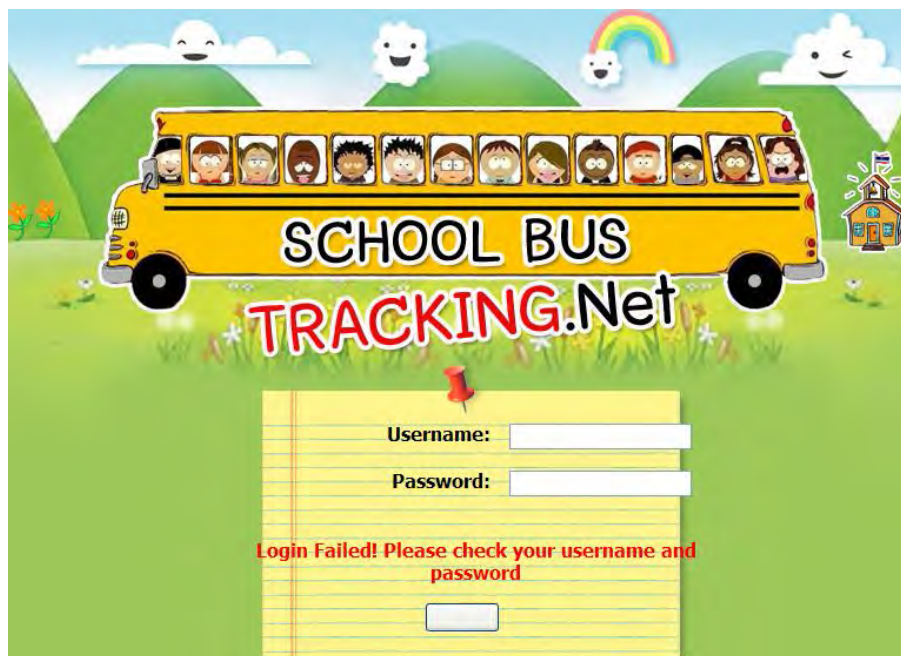 SCHOOL BUS
TRACKING.Net
Username:
Password:
Login Failed! Please check your username and
password